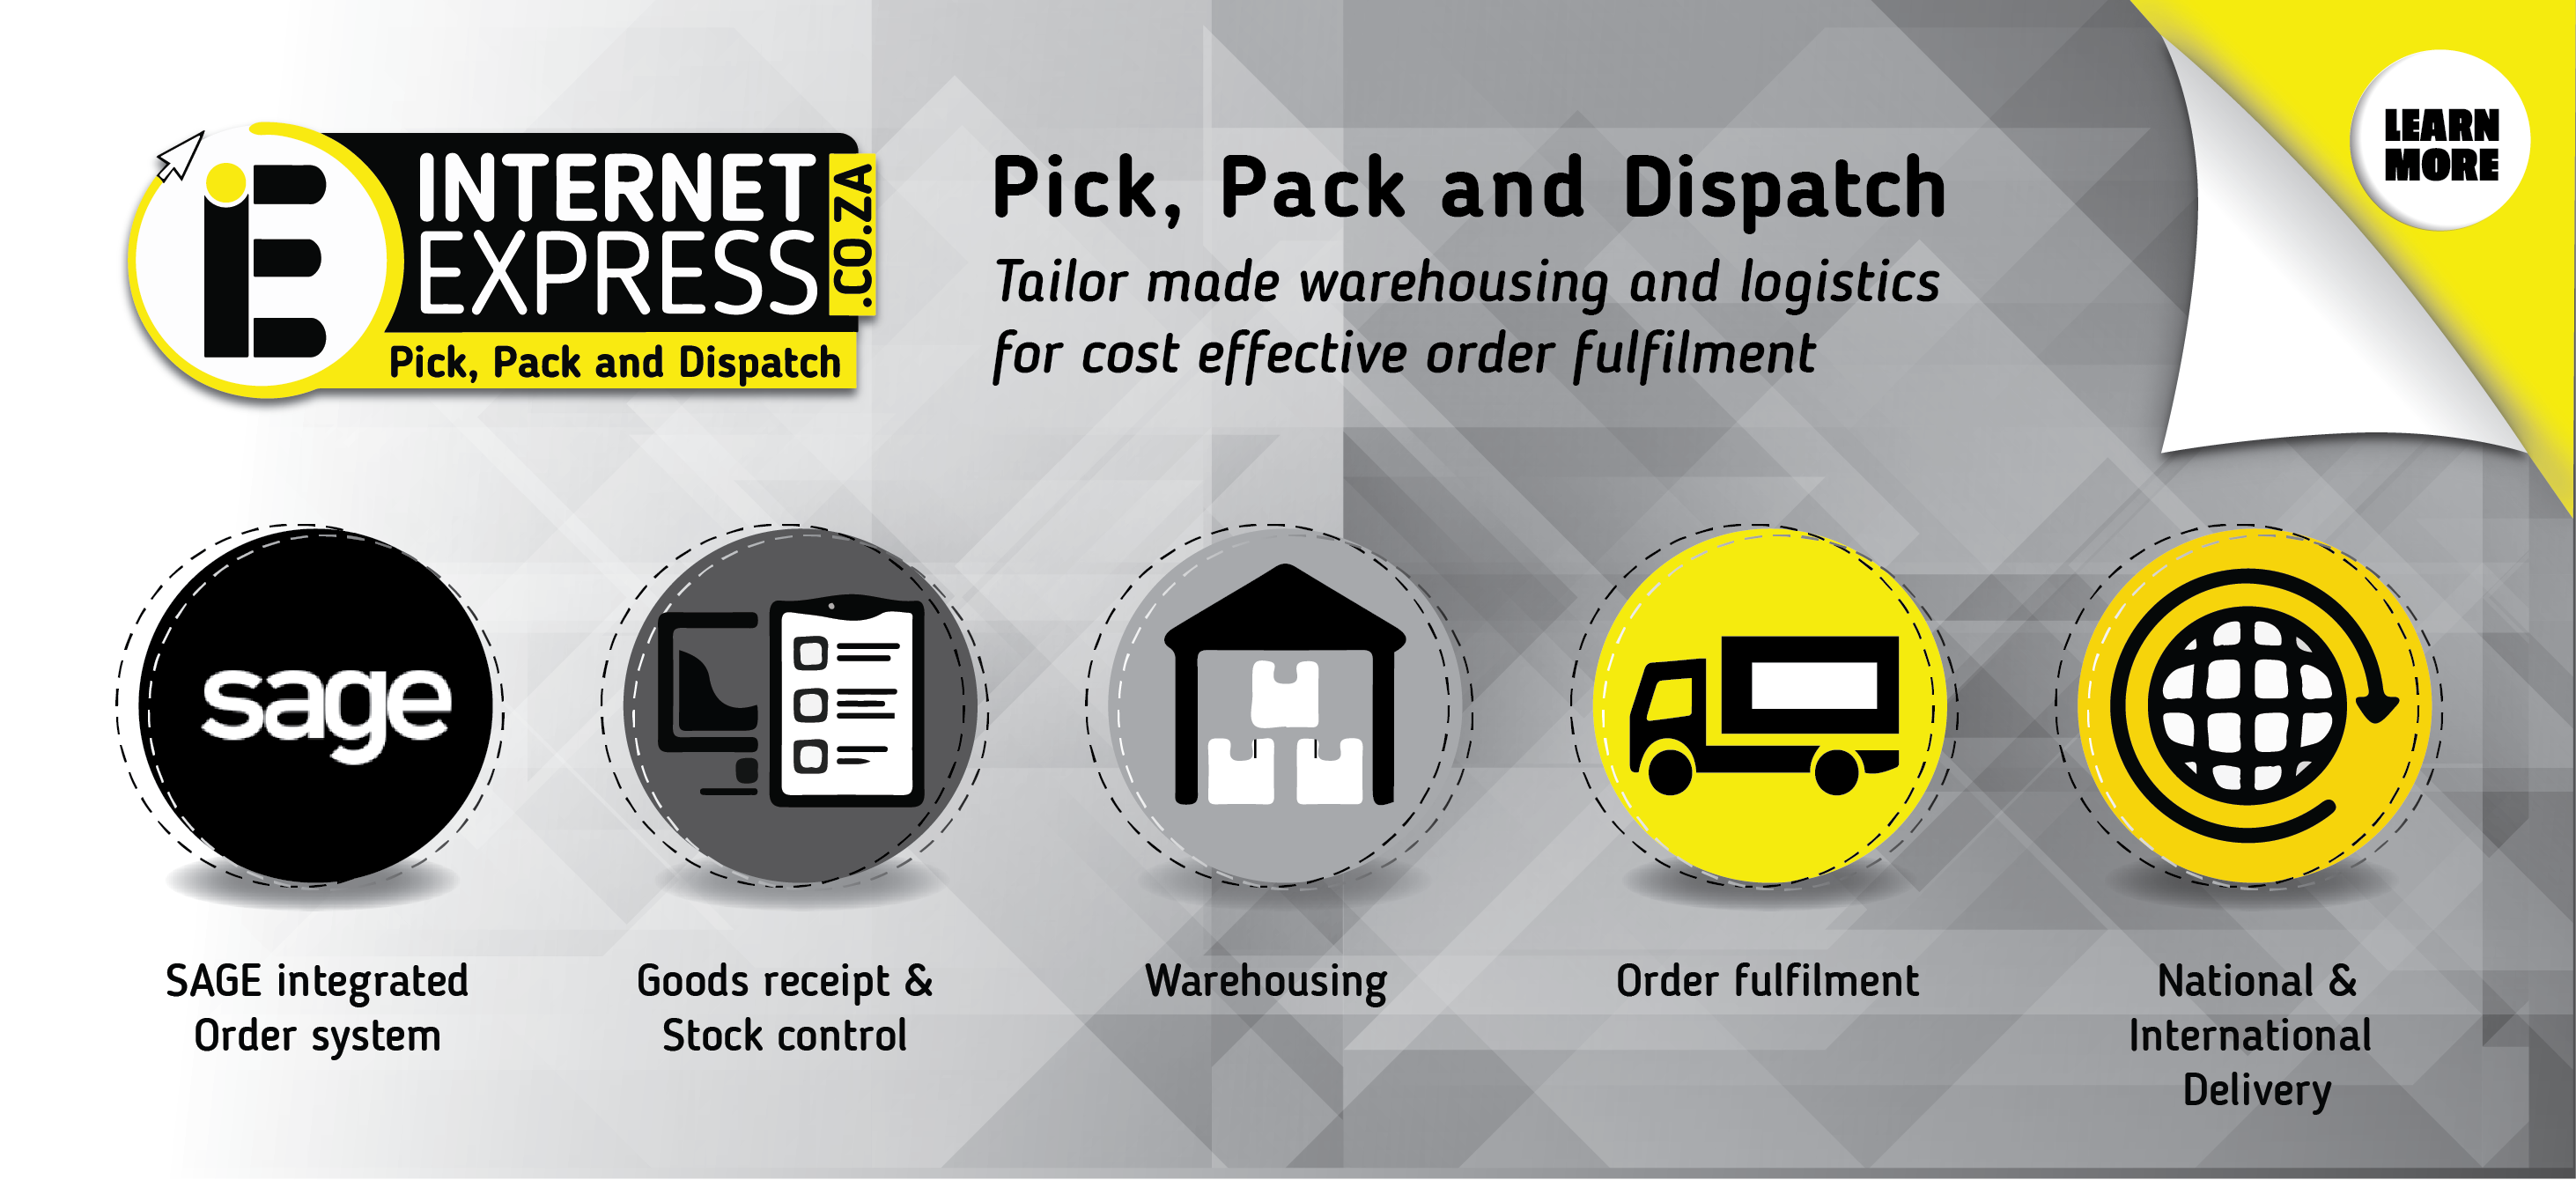 INTERNET
EXPRESS
.CO.ZA
Pick, Pack and Dispatch
Pick, Pack and Dispatch
Tailor made warehousing and logistics
for cost effective order fulfilment
LEARN
MORE
sage
SAGE integrated
Order system
Goods receipt &
Stock control
Warehousing
Order fulfilment
National &
International
Delivery